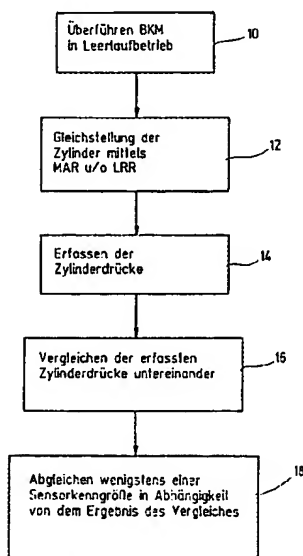 Überführen BKM
in Leerlaufbetrieb
10
Gleichstellung der
Zylinder mittels
MAR u/o LRR
12
Erfassen der
Zylinderdrücke
14
Vergleichen der erfassten
Zylinderdrücke untereinander
16
Abgleichen wenigstens einer
Sensorkenngröße in Abhängigkeit
von dem Ergebnis des Vergleiches
18